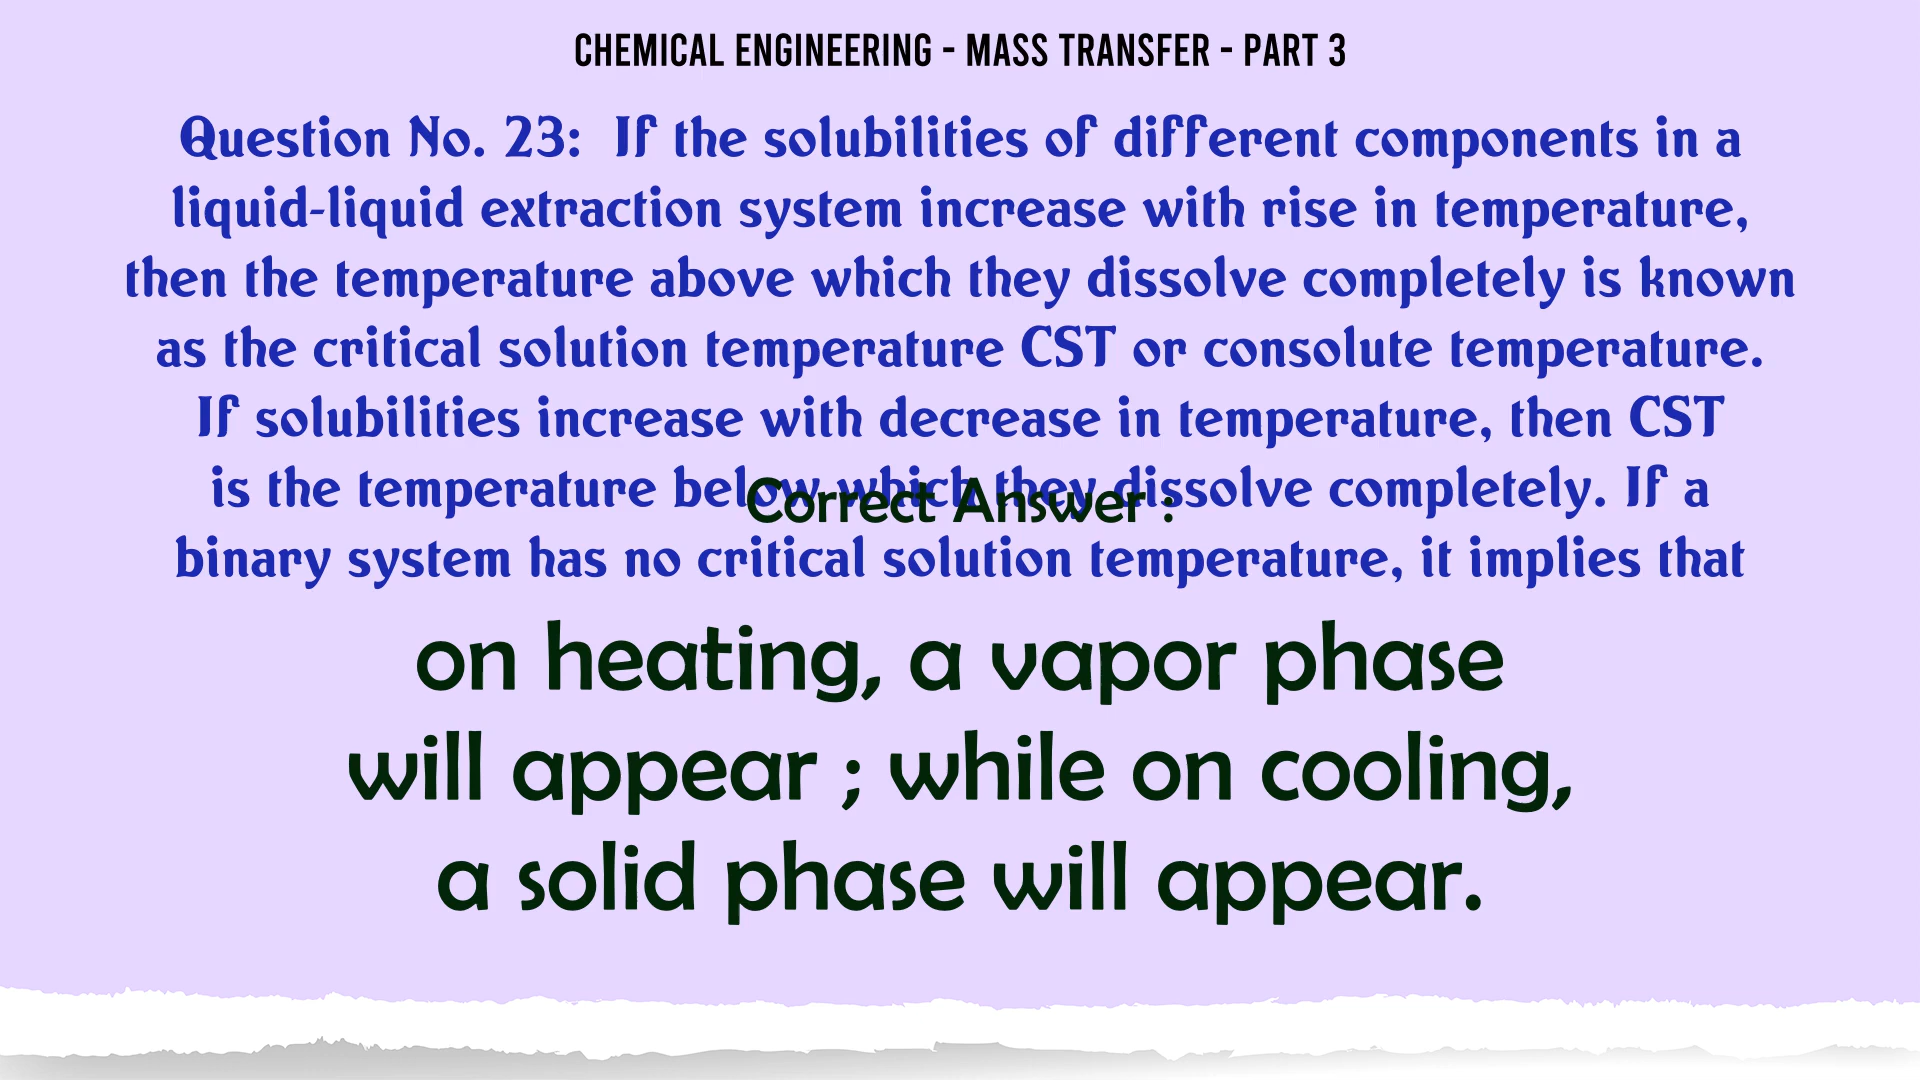 CHEMICAL ENGINEERING - MASS TRANSFER - PART 3
Question No. 23: If the solubilities of different components in a
liquid-liquid extraction system increase with rise in temperature,
then the temperature above which they dissolve completely is known
as the critical solution temperature CST or consolute temperature.
If solubilities increase with decrease in temperature, then CST
is the temperature below which they dissolve completely. If a
Correct Answer :
binary system has no critical solution temperature, it implies that
on heating, a vapor phase
will appear ; while on cooling,
a solid phase will appear.